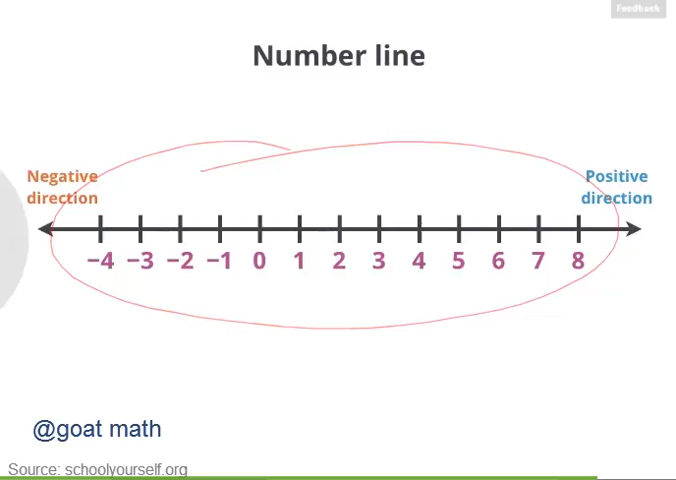 Feedback
Number line
Negative
direction
Positive
direction
−4 −3 −2 −1 0 1 2 3 4 5 6 7 8
@goat math
Source: schoolyourself.org